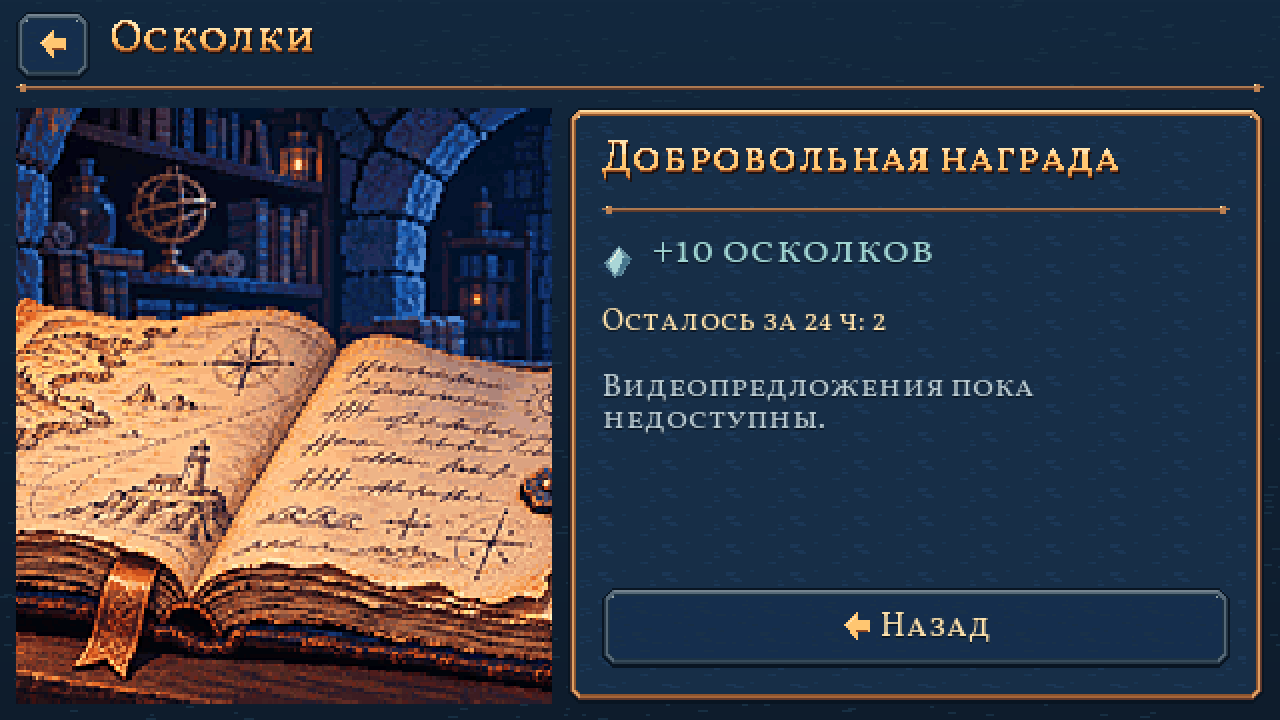 Осколки
Добровольная награда
+10 осколков
Осталось за 24 ч: 2
Видеопредложения пока
недоступны.
Назад